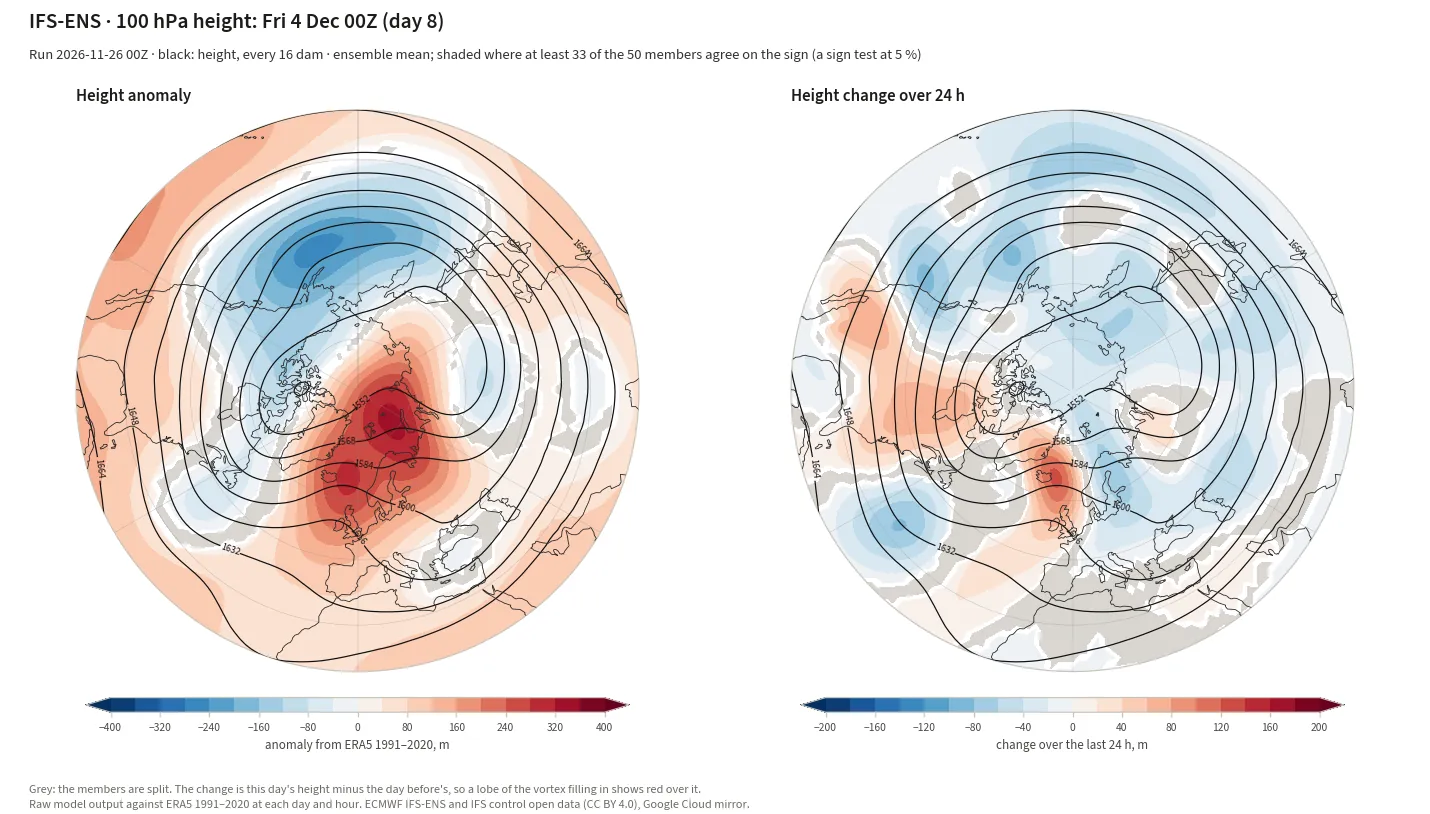 IFS-ENS · 100 hPa height: Fri 4 Dec 00Z (day 8)
Run 2026-11-26 00Z · black: height, every 16 dam · ensemble mean; shaded where at least 33 of the 50 members agree on the sign (a sign test at 5 %)
Height anomaly
Height change over 24 h
1664
1552
1568
1584
1600
1632
1648
1664
1664
1552
1568
1584
1600
1632
1648
1664
−400 −320 −240 −160 −80 0 80 160 240 320 400
anomaly from ERA5 1991–2020, m
−200 −160 −120 −80 −40 0 40 80 120 160 200
change over the last 24 h, m
Grey: the members are split. The change is this day's height minus the day before's, so a lobe of the vortex filling in shows red over it.
Raw model output against ERA5 1991–2020 at each day and hour. ECMWF IFS-ENS and IFS control open data (CC BY 4.0), Google Cloud mirror.